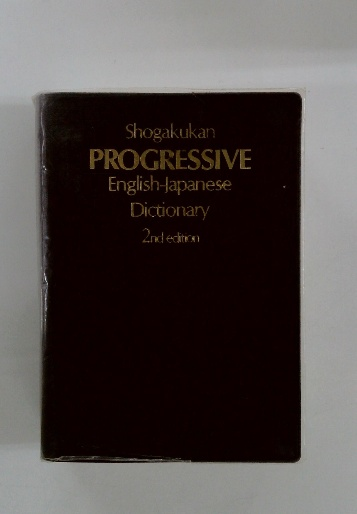 Shogakukan
PROGRESSIVE
English-Japanese
Dictionary
2nd edition